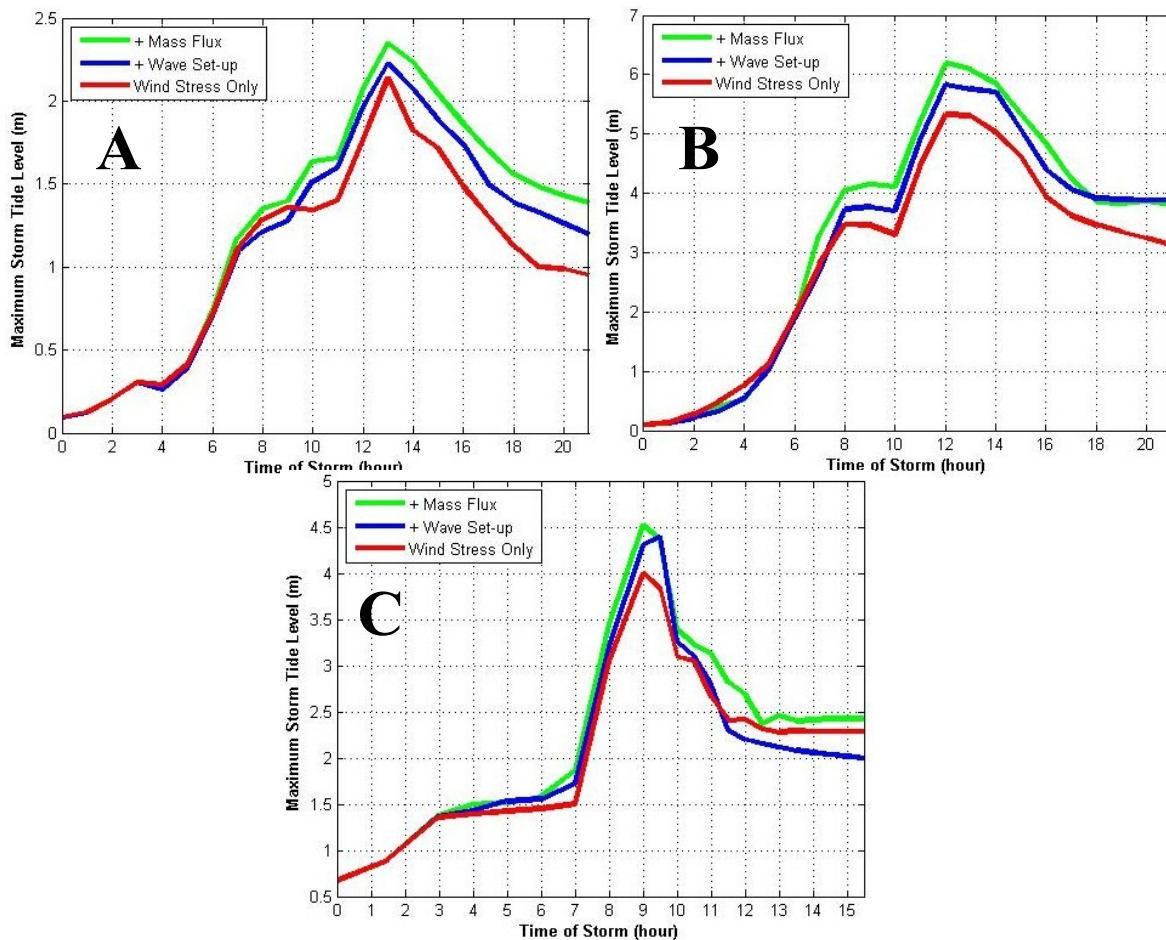 2.5
2
1.5
1
0.5
0
Maximum Storm Tide Level (m)
+ Mass Flux
+ Wave Set-up
Wind Stress Only
A
0 2 4 6 8 10 12 14 16 18 20
Time of Storm (hour)
7
6
5
4
3
2
1
0
Maximum Storm Tide Level (m)
+ Mass Flux
+ Wave Set-up
Wind Stress Only
B
0 2 4 6 8 10 12 14 16 18 20
Time of Storm (hour)
5
4.5
4
3.5
3
2.5
2
1.5
1
0.5
Maximum Storm Tide Level (m)
+ Mass Flux
+ Wave Set-up
Wind Stress Only
C
0 1 2 3 4 5 6 7 8 9 10 11 12 13 14 15
Time of Storm (hour)